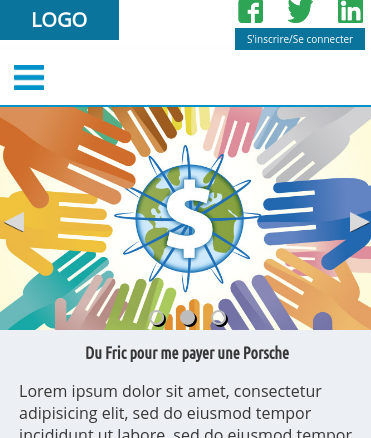 LOGO
S'inscrire/Se connecter
$
Du Fric pour me payer une Porsche
Lorem ipsum dolor sit amet, consectetur
adipisicing elit, sed do eiusmod tempor
incididunt ut labore, sed do eiusmod tempor